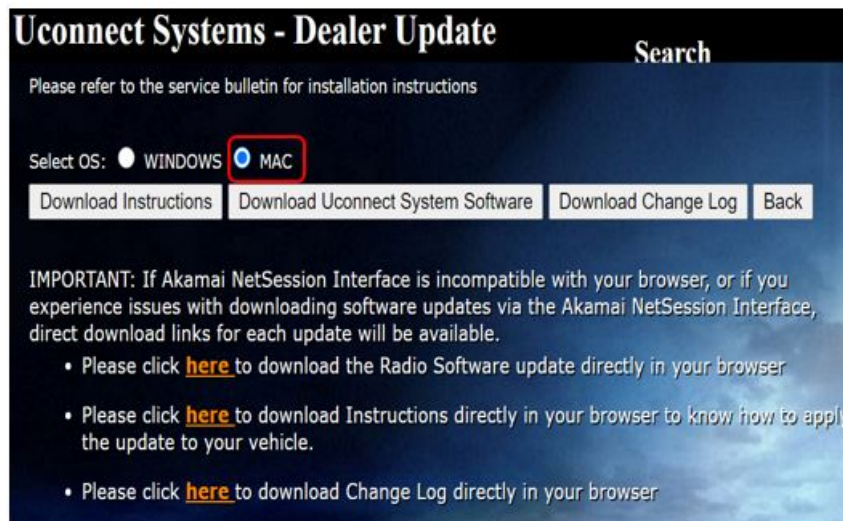 Uconnect Systems - Dealer Update
Search
Please refer to the service bulletin for installation instructions
Select OS: WINDOWS MAC
Download Instructions Download Uconnect System Software Download Change Log Back
IMPORTANT: If Akamai NetSession Interface is incompatible with your browser, or if you
experience issues with downloading software updates via the Akamai NetSession Interface,
direct download links for each update will be available.
• Please click here to download the Radio Software update directly in your browser
• Please click here to download Instructions directly in your browser to know how to apply
the update to your vehicle.
• Please click here to download Change Log directly in your browser